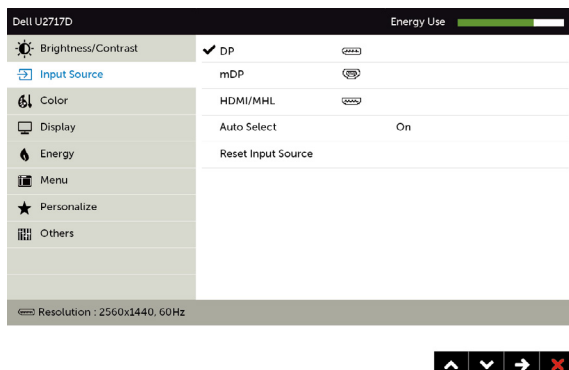 Dell U2717D Energy Use
Brightness/Contrast
Input Source
Color
Display
Energy
Menu
Personalize
Others
DP
mDP
HDMI/MHL
Auto Select On
Reset Input Source
Resolution : 2560x1440, 60Hz